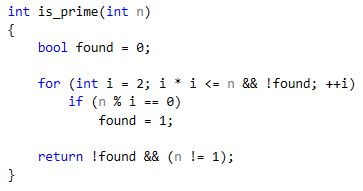 int is_prime(int n)
{
    bool found = 0;

    for (int i = 2; i * i <= n && !found; ++i)
        if (n % i == 0)
            found = 1;

    return !found && (n != 1);
}